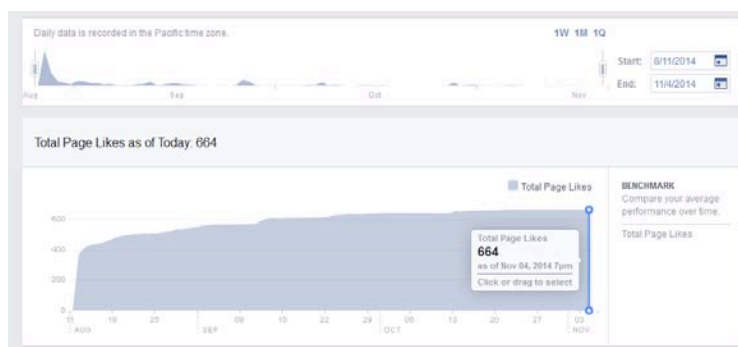 Daily data is recorded in the Pacific time zone.
1W 1M 1Q
Start: 8/11/2014
End: 11/4/2014
Aug Sep Oct Nov
Total Page Likes as of Today: 664
Total Page Likes
BENCHMARK
Compare your average
performance over time.
Total Page Likes
600
400
200
0
Total Page Likes
664
as of Nov 04, 2014 7pm
Click or drag to select
19 08 15 22 29 06 13 20 27 03
AUG SEP OCT NOV